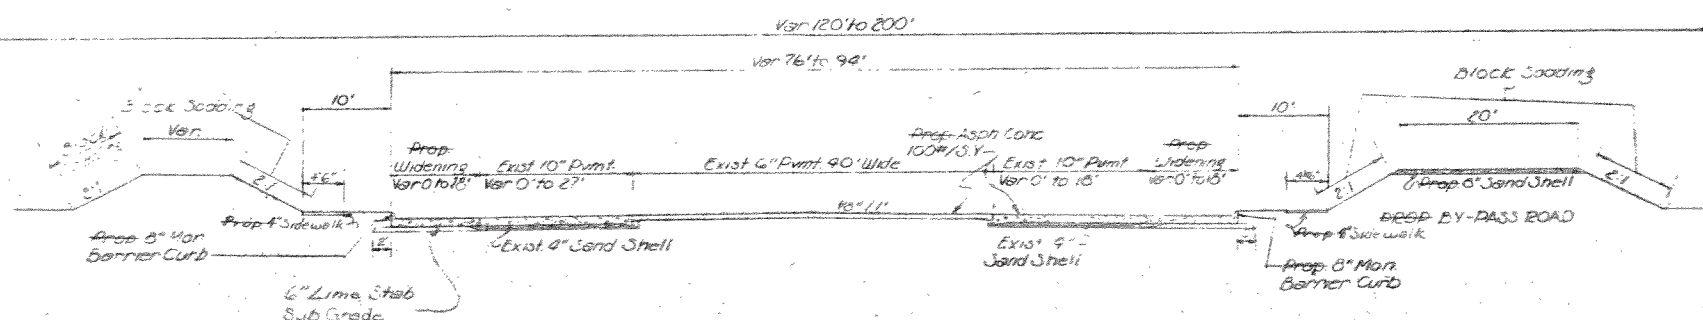 Var 120' to 200'
Var 76' to 94'
Block Sodding
Block Sodding
10'
10'
20'
Var.
Prop
Widening
Var 0 to 18'
Exist 10" Pvmt.
Var 0' to 27'
Exist 6" Pvmt 40' Wide
Prop Asph Conc
100#/S.Y.
Exist 10" Pvmt
Var 0' to 18'
Prop
Widening
Var 0' to 18'
4'6"
4'6"
2:1
2:1
2:1
2:1
Prop 4" Sidewalk
Prop 8" Mon
Barrier Curb
2'
Exist 4" Sand Shell
6" Lime Stab
Sub Grade
Exist 4"
Sand Shell
Prop 8" Sand Shell
PROP BY-PASS ROAD
Prop 4" Sidewalk
Prop 8" Mon.
Barrier Curb